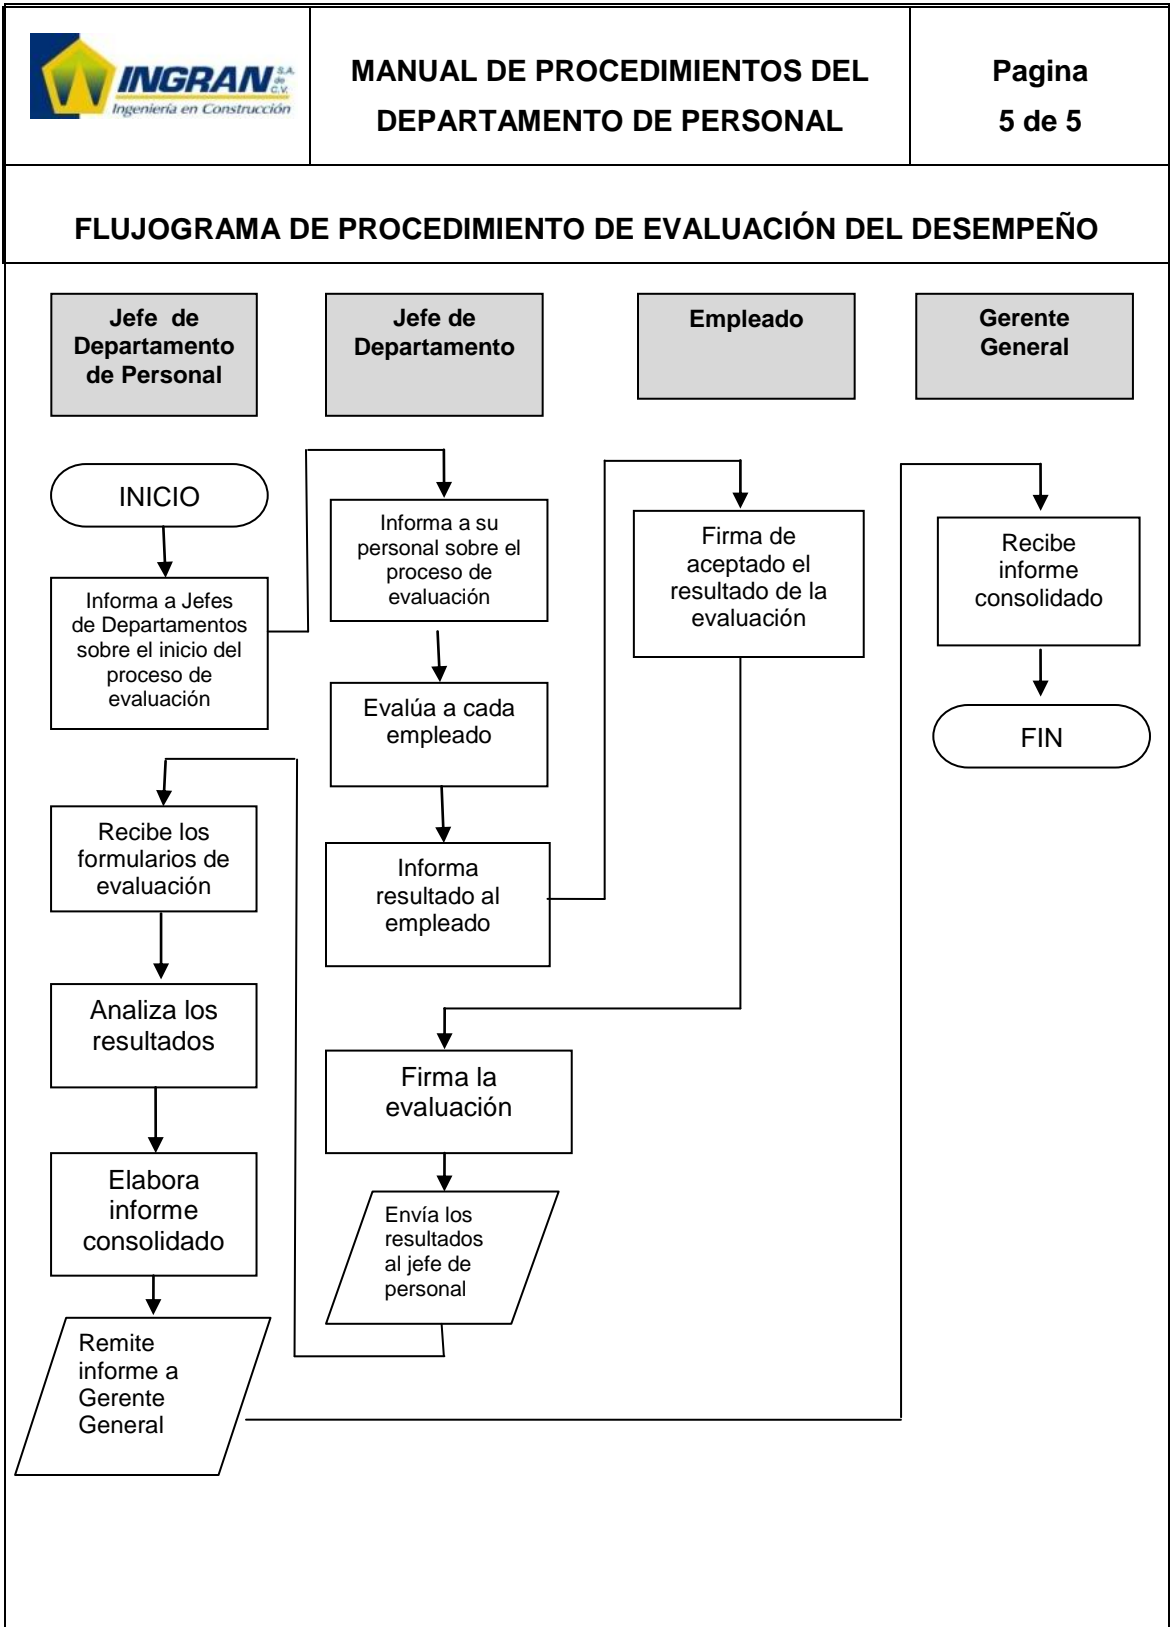 INGRAN S.A. de C.V.
Ingeniería en Construcción
MANUAL DE PROCEDIMIENTOS DEL
DEPARTAMENTO DE PERSONAL
Pagina
5 de 5
FLUJOGRAMA DE PROCEDIMIENTO DE EVALUACIÓN DEL DESEMPEÑO
Jefe de
Departamento
de Personal
Jefe de
Departamento
Empleado
Gerente
General
INICIO
Informa a Jefes
de Departamentos
sobre el inicio del
proceso de
evaluación
Informa a su
personal sobre el
proceso de
evaluación
Evalúa a cada
empleado
Informa
resultado al
empleado
Firma de
aceptado el
resultado de la
evaluación
Firma la
evaluación
Envía los
resultados
al jefe de
personal
Recibe los
formularios de
evaluación
Analiza los
resultados
Elabora
informe
consolidado
Remite
informe a
Gerente
General
Recibe
informe
consolidado
FIN